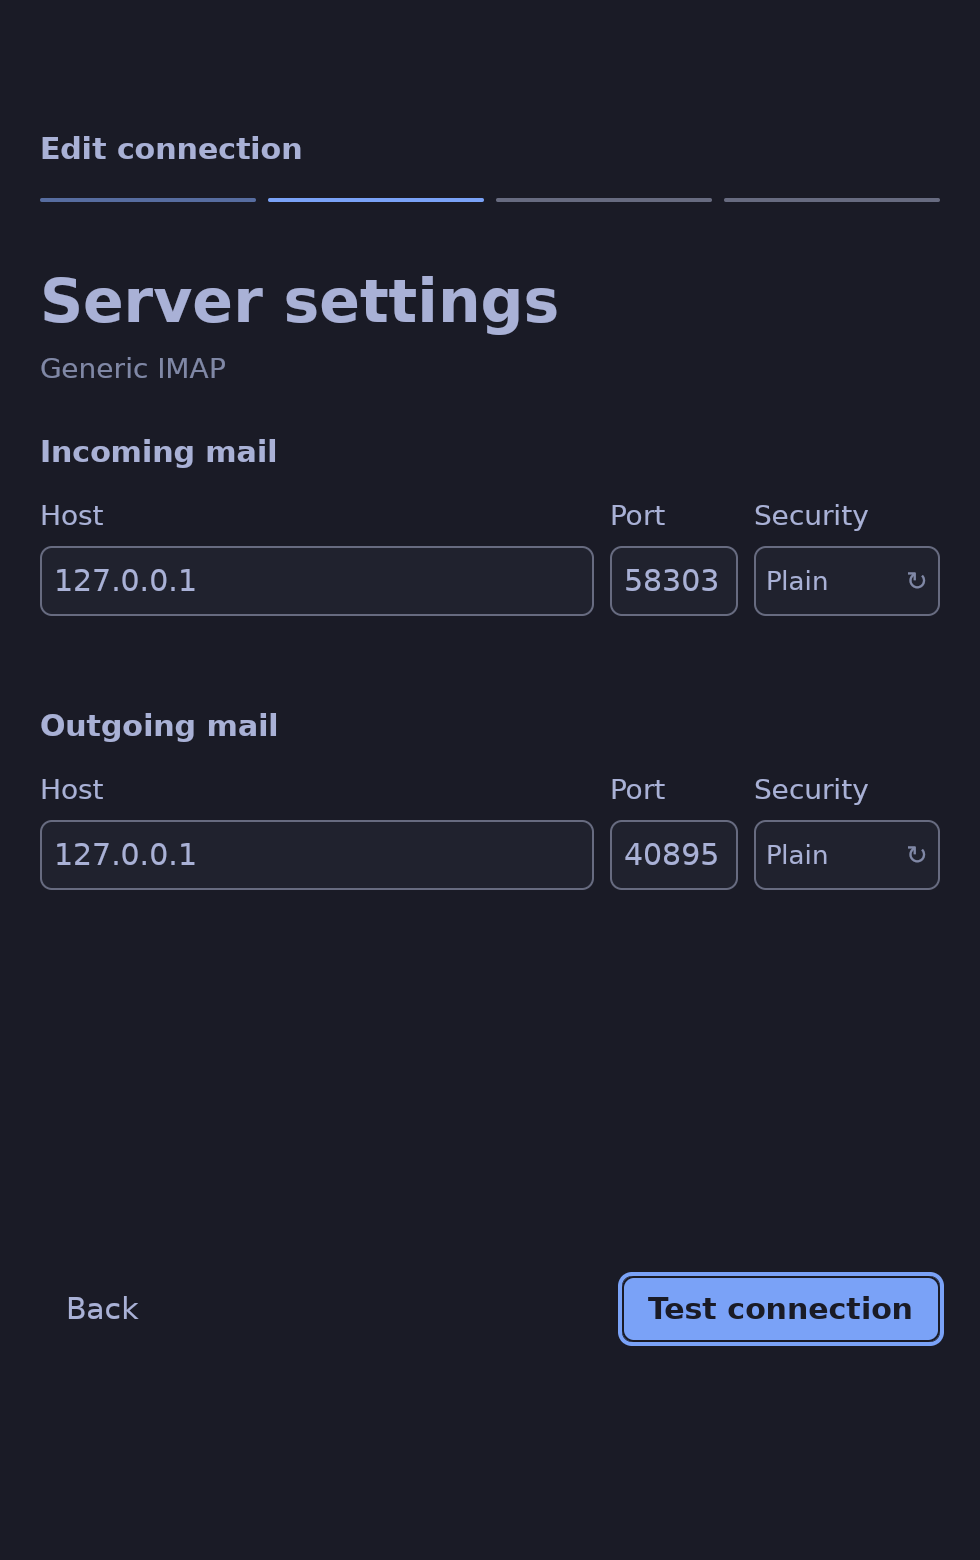 Edit connection
Server settings
Generic IMAP
Incoming mail
Host Port Security
127.0.0.1 58303 Plain ↻
Outgoing mail
Host Port Security
127.0.0.1 40895 Plain ↻
Back Test connection